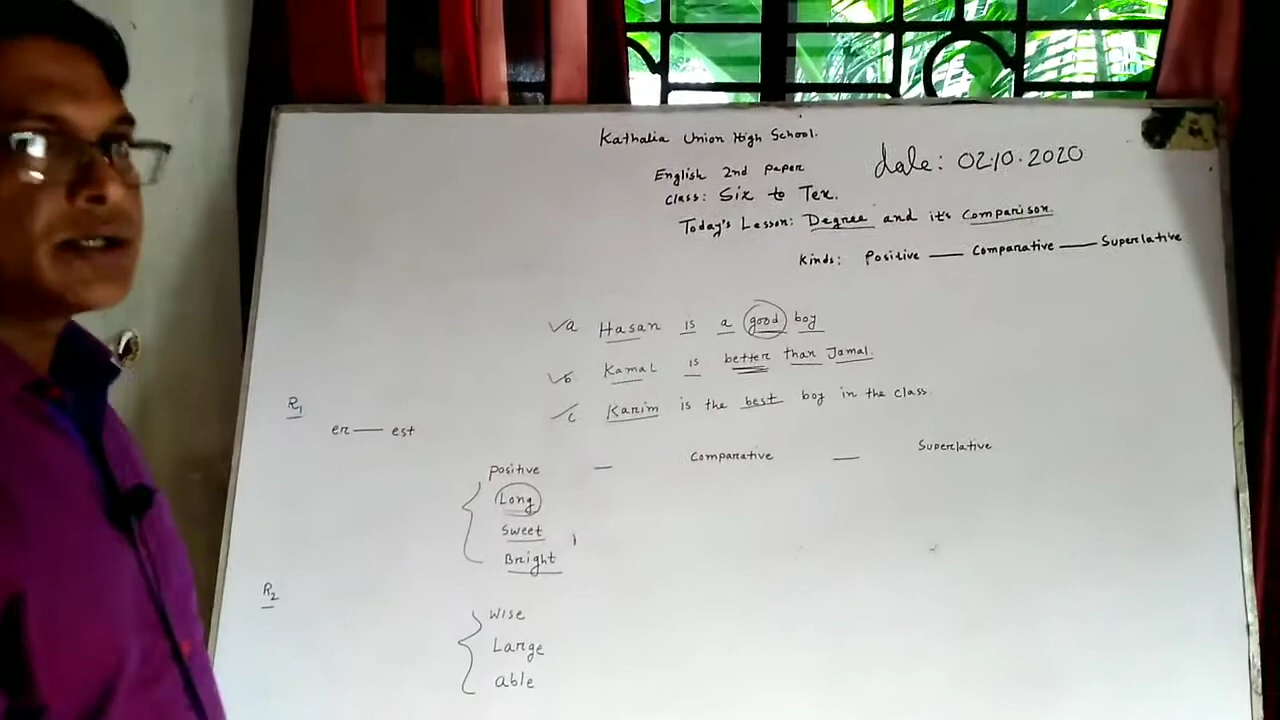 Kathalia Union High School.
English 2nd Paper
date: 02.10.2020
Class: Six to Ten.
Today's Lesson: Degree and it's Comparison.
Kinds: Positive — Comparative — Superlative
a Hasan is a good boy
b Kamal is better than Jamal.
c Karim is the best boy in the class.
R1
er — est
Positive — Comparative — Superlative
Long
Sweet
Bright
R2
Wise
Large
able